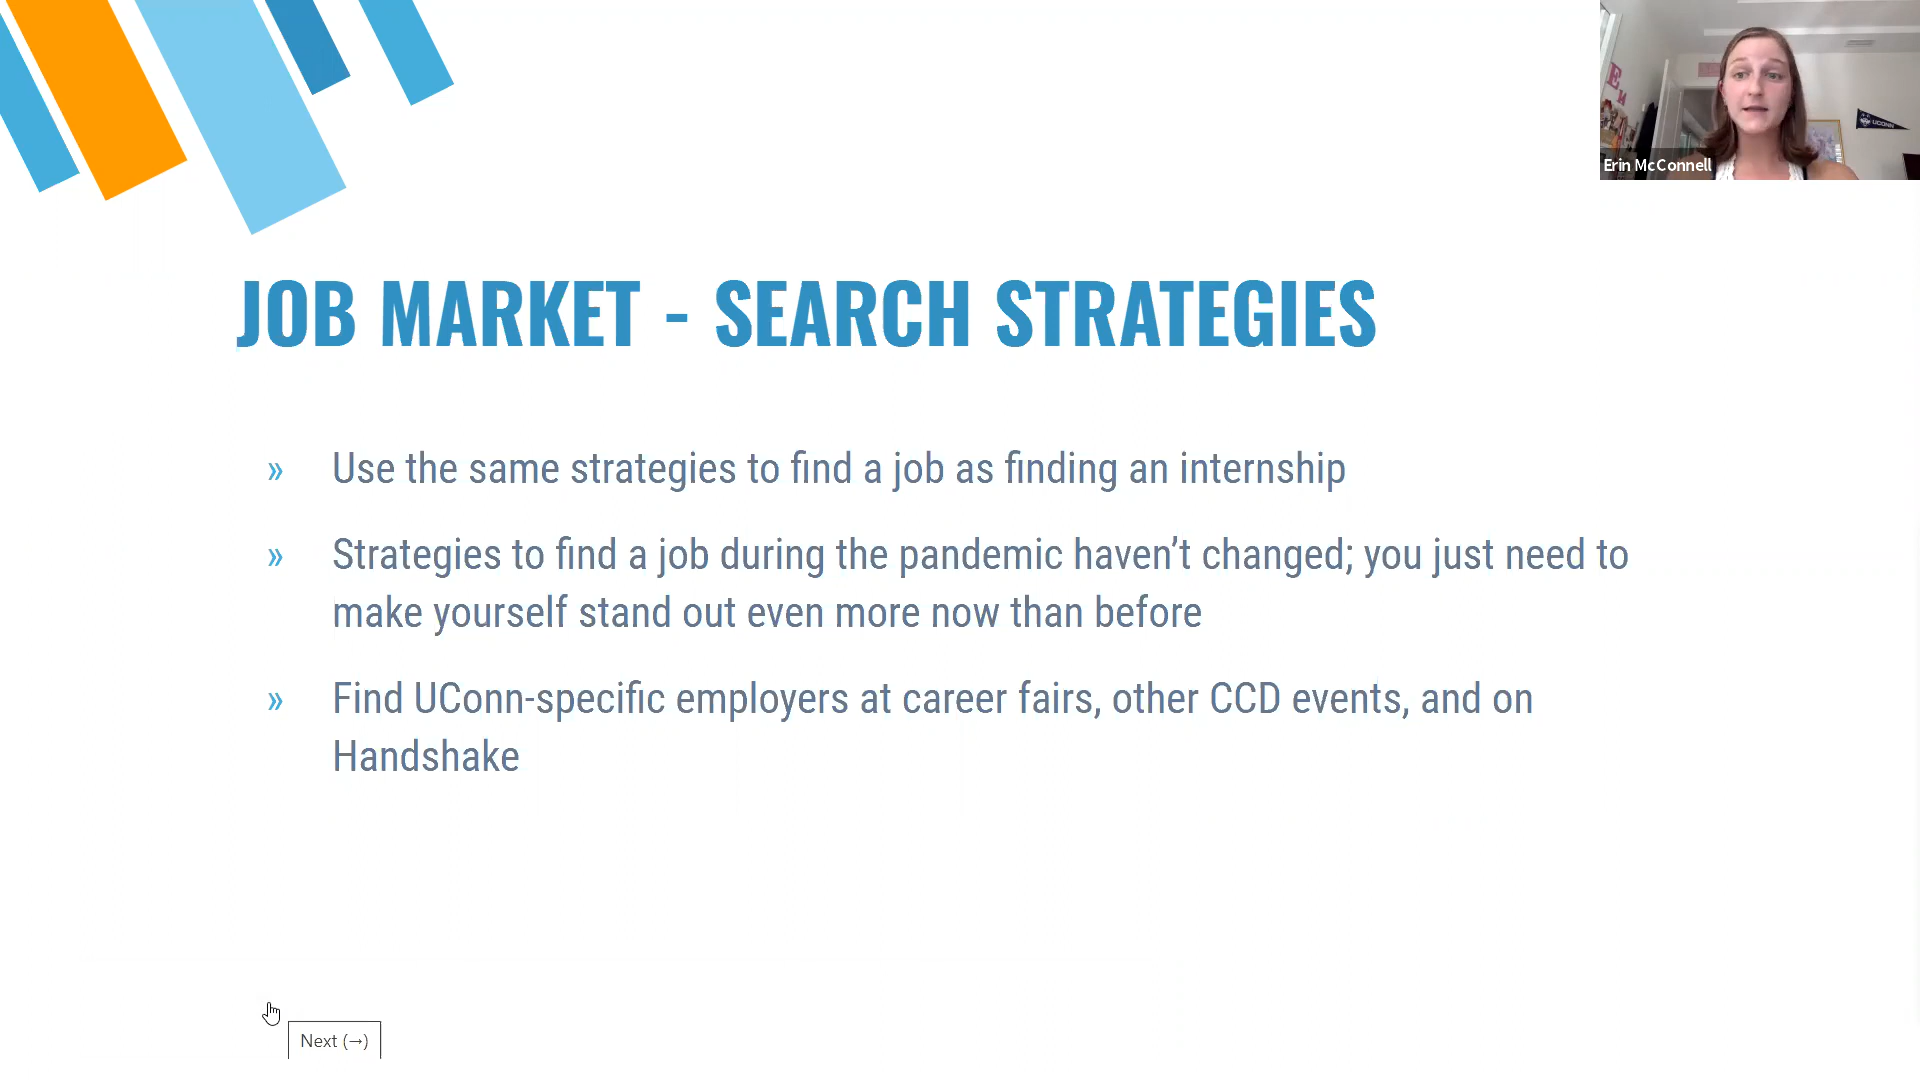 Erin McConnell
UCONN
JOB MARKET - SEARCH STRATEGIES
» Use the same strategies to find a job as finding an internship
» Strategies to find a job during the pandemic haven’t changed; you just need to
make yourself stand out even more now than before
» Find UConn-specific employers at career fairs, other CCD events, and on
Handshake
Next (→)